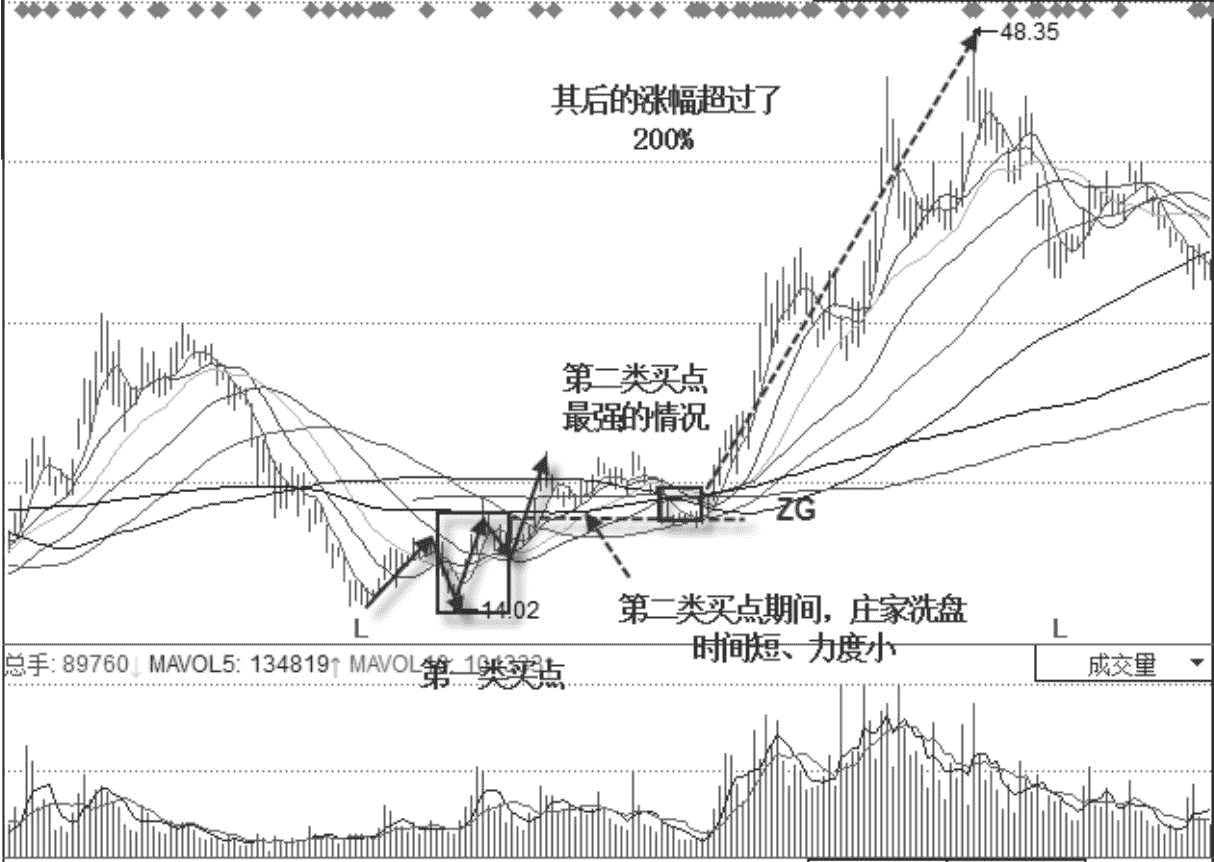 48.35
其后的涨幅超过了
200%
第二类买点
最强的情况
ZG
14.02
第二类买点期间，庄家洗盘
时间短、力度小
L
L
总手: 89760↓ MAVOL5: 134819↑
成交量
第一类买点